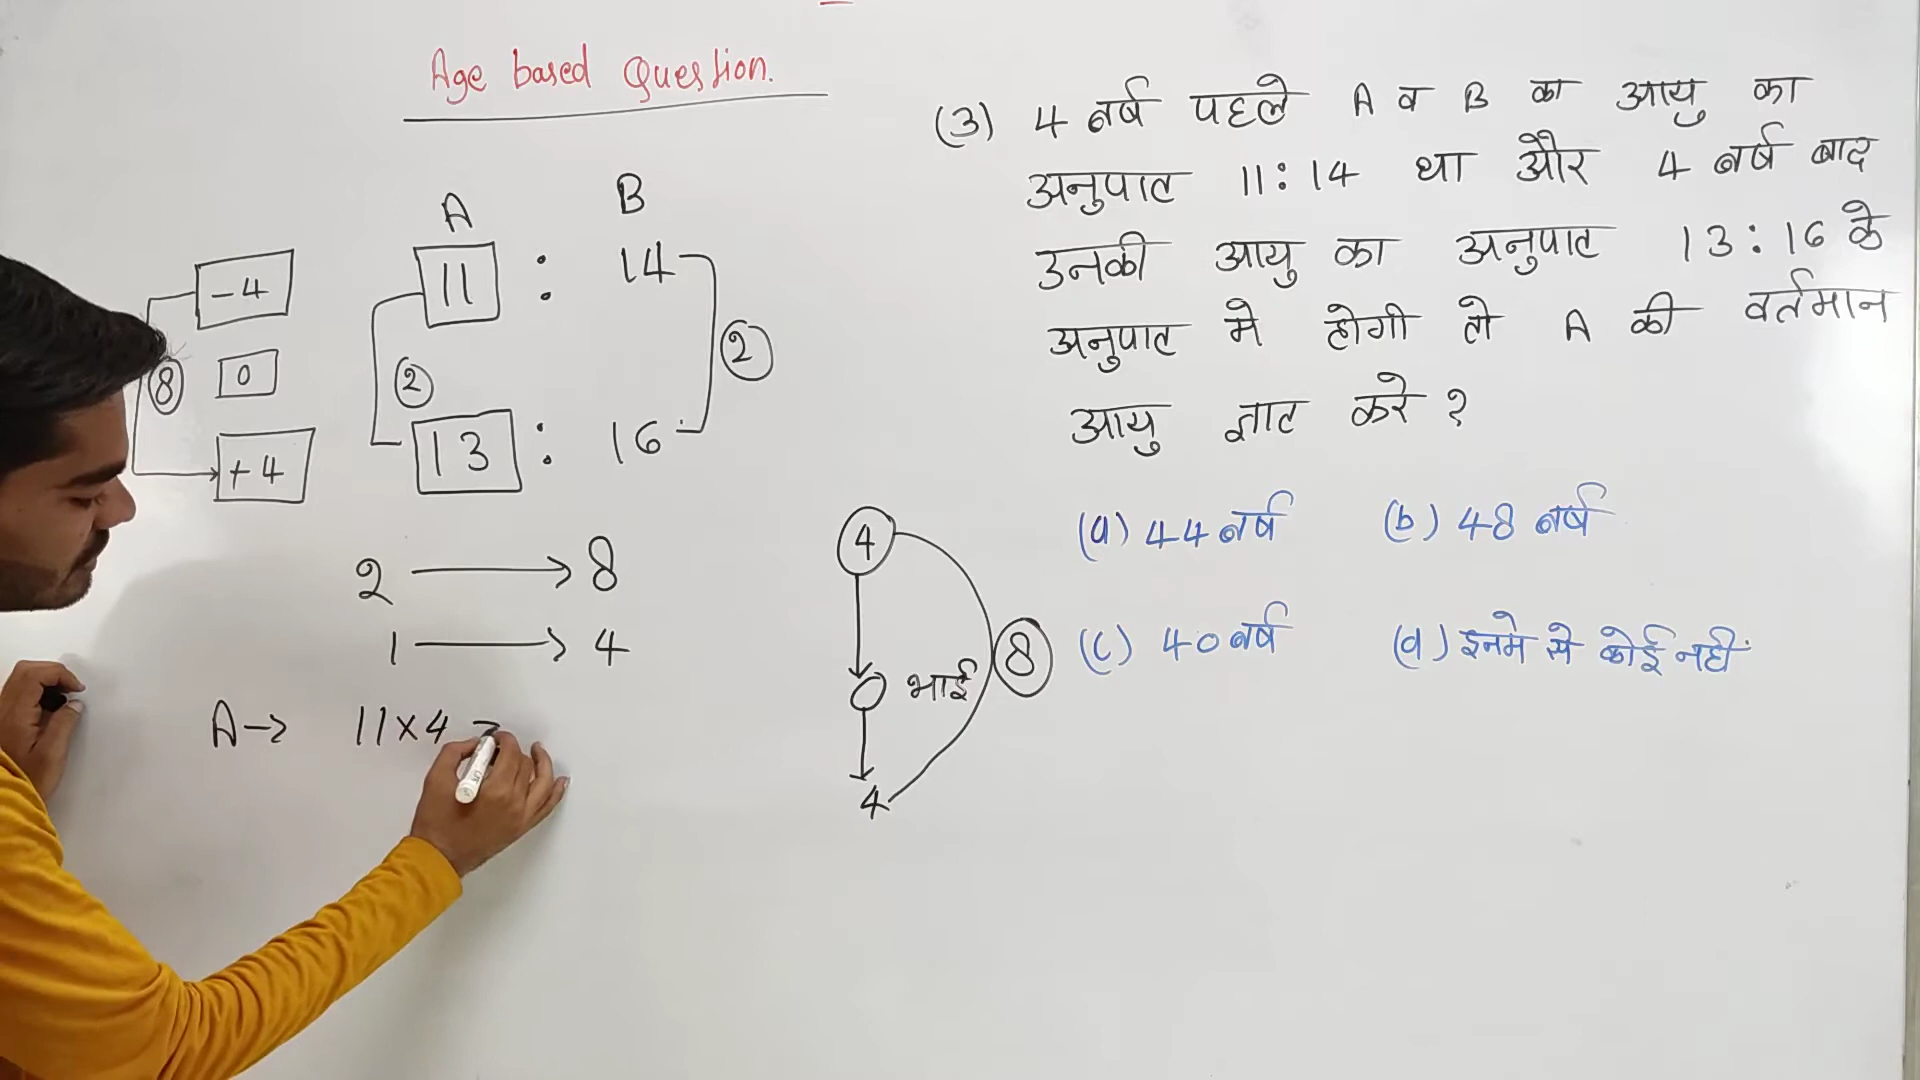 Age based Question.
A B
-4 11 : 14
8 0 2 2
+4 13 : 16
2 → 8
1 → 4
A → 11×4 =
4
0 भाई 8
4
(3) 4 वर्ष पहले A व B का आयु का
अनुपात 11:14 था और 4 वर्ष बाद
उनकी आयु का अनुपात 13:16 के
अनुपात मे होगी तो A की वर्तमान
आयु ज्ञात करे ?
(a) 44 वर्ष (b) 48 वर्ष
(c) 40 वर्ष (d) इनमे से कोई नहीं